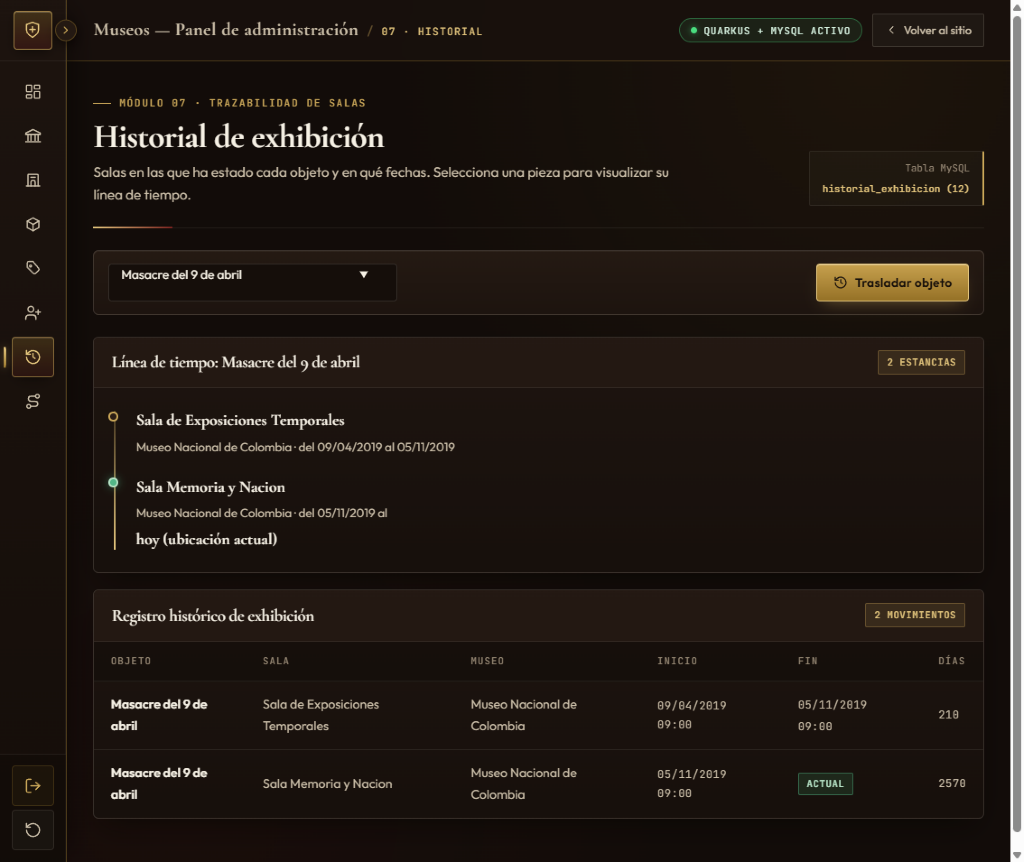 Museos — Panel de administración / 07 · HISTORIAL
QUARKUS + MYSQL ACTIVO
Volver al sitio
MÓDULO 07 · TRAZABILIDAD DE SALAS
Historial de exhibición
Salas en las que ha estado cada objeto y en qué fechas. Selecciona una pieza para visualizar su
línea de tiempo.
Tabla MySQL
historial_exhibicion (12)
Masacre del 9 de abril
Trasladar objeto
Línea de tiempo: Masacre del 9 de abril
2 ESTANCIAS
Sala de Exposiciones Temporales
Museo Nacional de Colombia · del 09/04/2019 al 05/11/2019
Sala Memoria y Nacion
Museo Nacional de Colombia · del 05/11/2019 al
hoy (ubicación actual)
Registro histórico de exhibición
2 MOVIMIENTOS
OBJETO SALA MUSEO INICIO FIN DÍAS
Masacre del 9 de
abril
Sala de Exposiciones
Temporales
Museo Nacional de
Colombia
09/04/2019
09:00
05/11/2019
09:00
210
Masacre del 9 de
abril
Sala Memoria y Nacion
Museo Nacional de
Colombia
05/11/2019
09:00
ACTUAL
2570